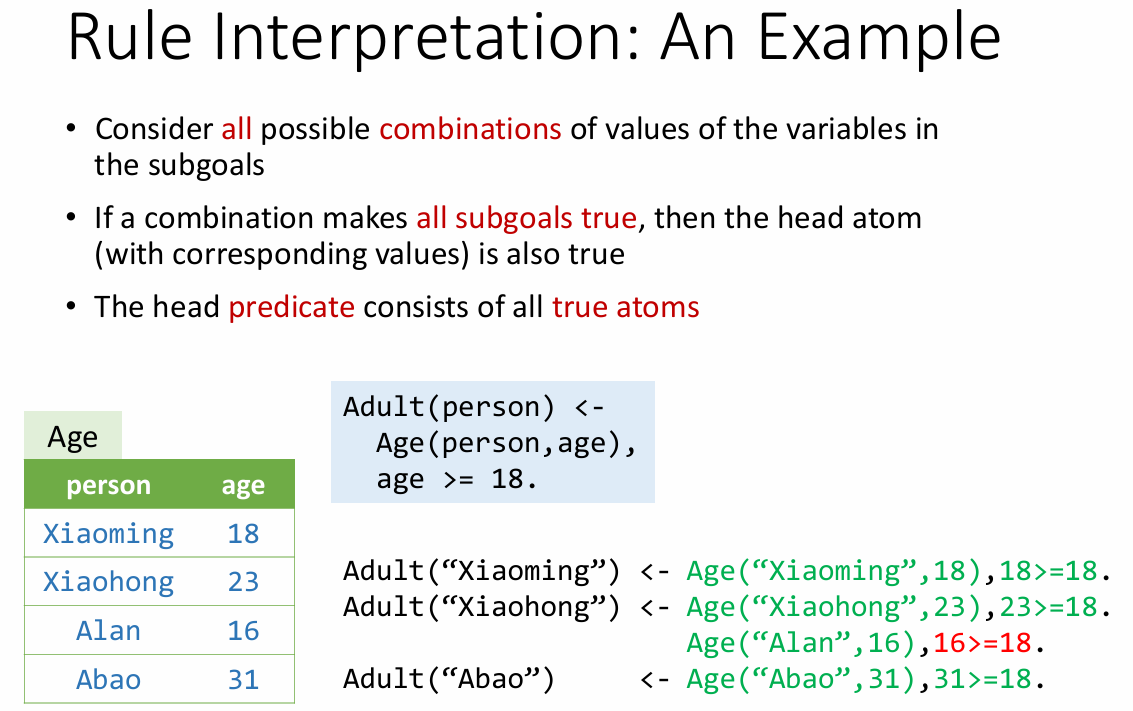 Rule Interpretation: An Example
• Consider all possible combinations of values of the variables in
the subgoals
• If a combination makes all subgoals true, then the head atom
(with corresponding values) is also true
• The head predicate consists of all true atoms
Age
person age
Xiaoming 18
Xiaohong 23
Alan 16
Abao 31
Adult(person) <-
Age(person,age),
age >= 18.
Adult(“Xiaoming”) <- Age(“Xiaoming”,18),18>=18.
Adult(“Xiaohong”) <- Age(“Xiaohong”,23),23>=18.
Age(“Alan”,16),16>=18.
Adult(“Abao”) <- Age(“Abao”,31),31>=18.